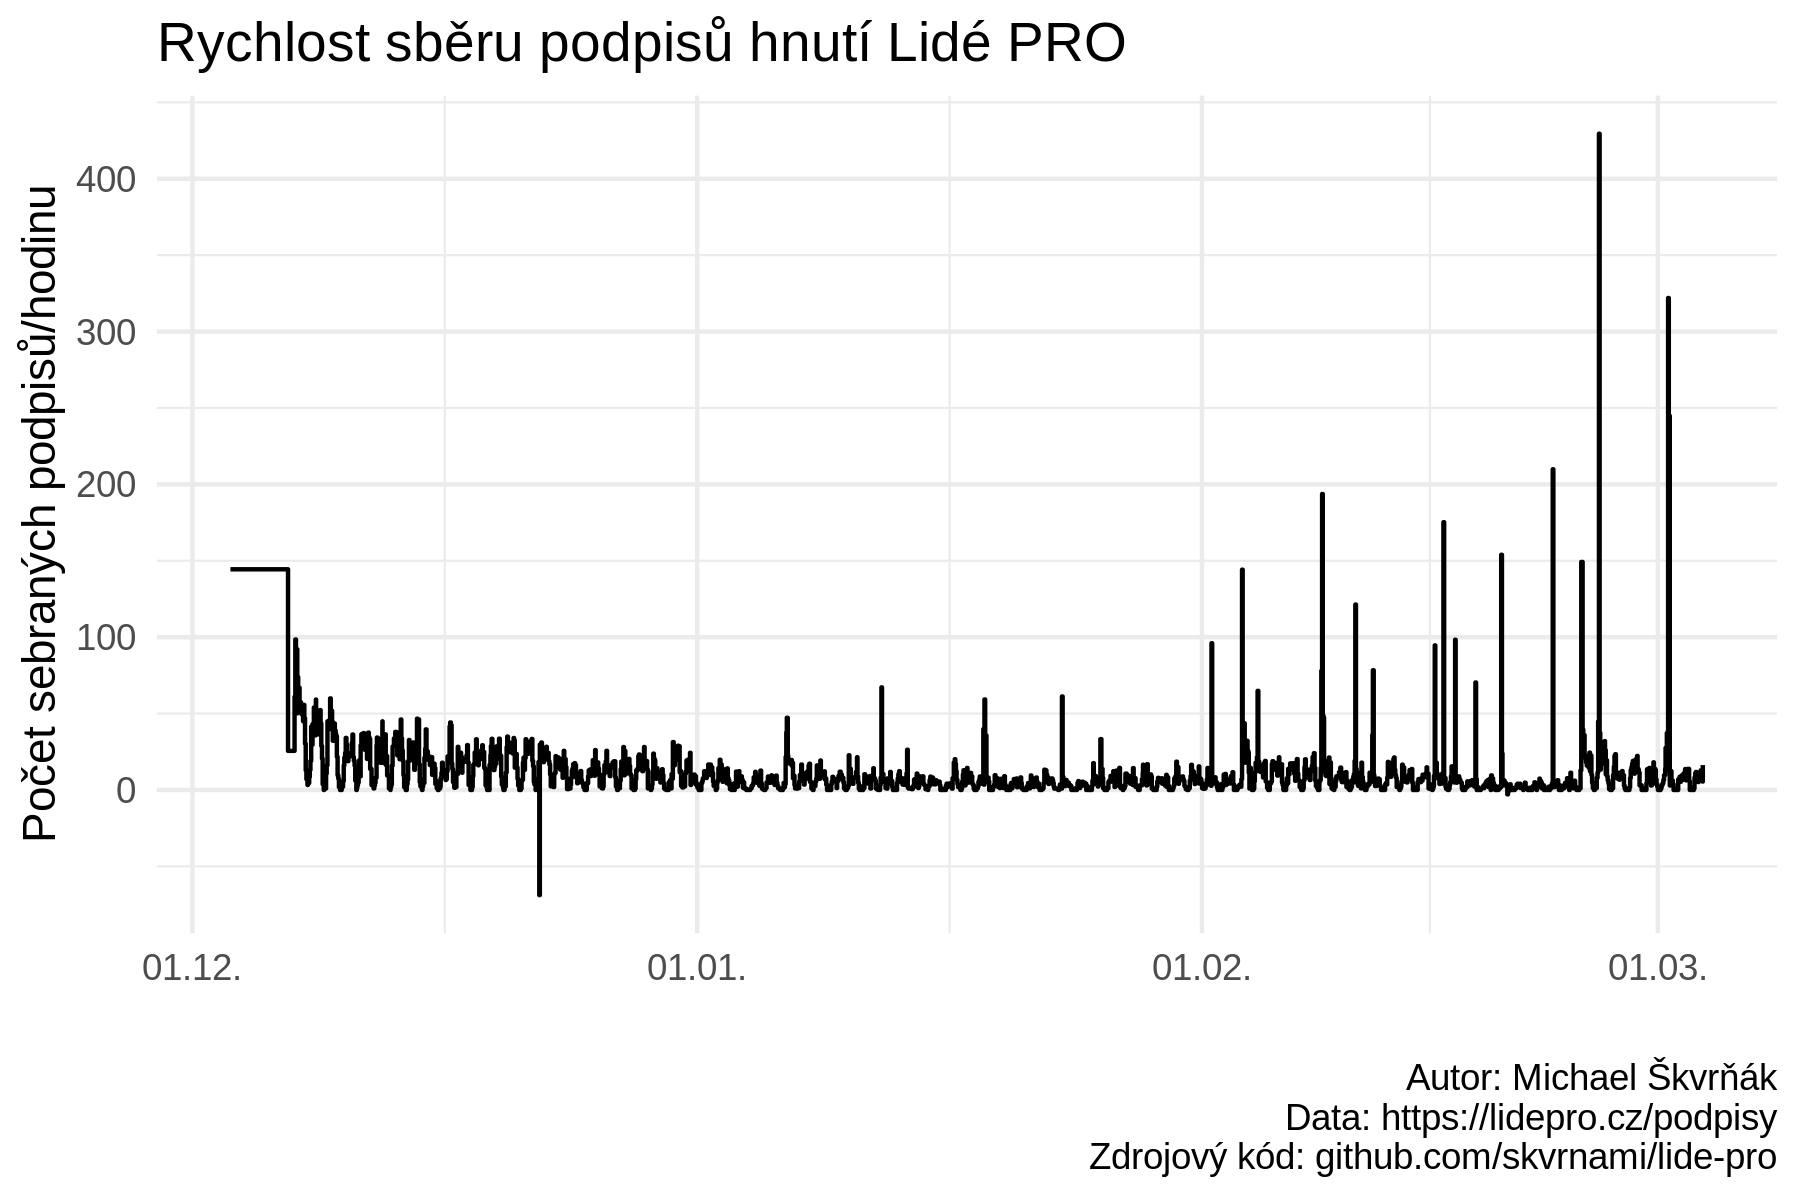 Rychlost sběru podpisů hnutí Lidé PRO
Počet sebraných podpisů/hodinu
400
300
200
100
0
01.12.
01.01.
01.02.
01.03.
Autor: Michael Škvrňák
Data: https://lidepro.cz/podpisy
Zdrojový kód: github.com/skvrnami/lide-pro